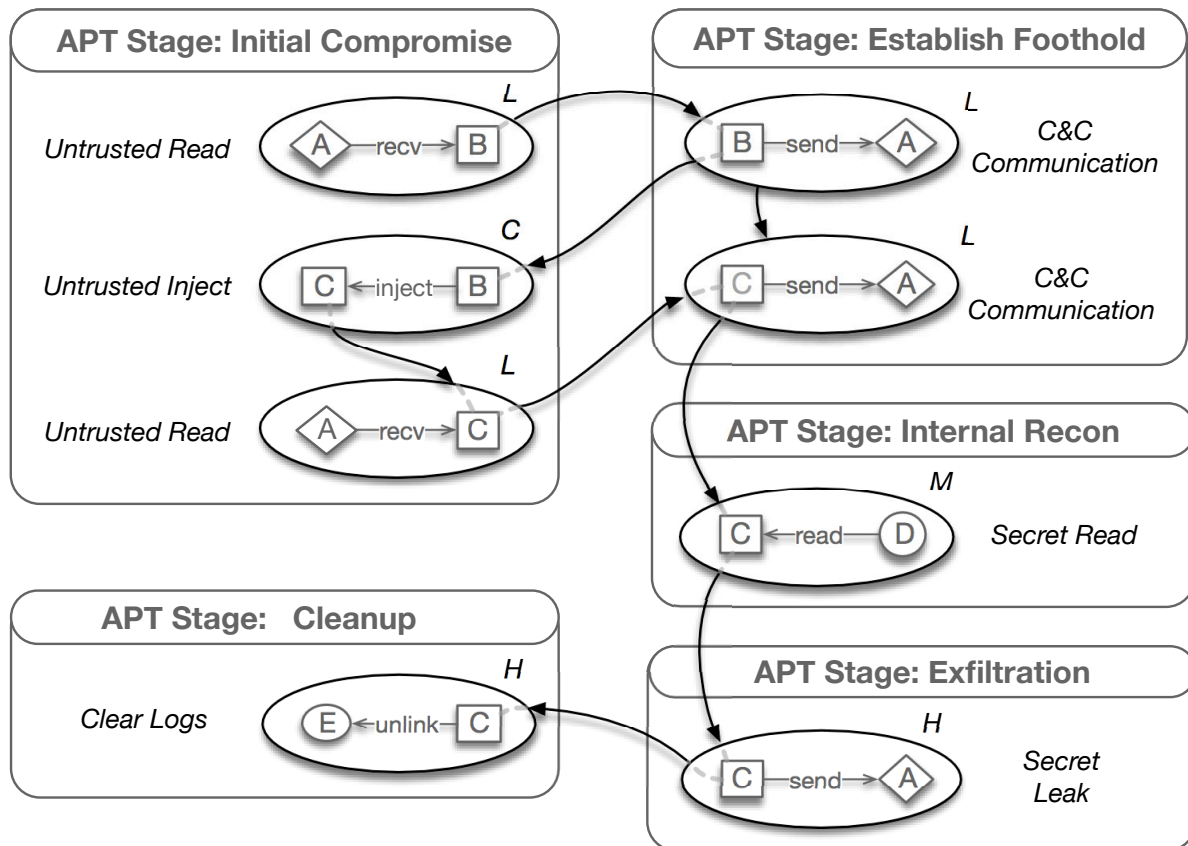 APT Stage: Initial Compromise
L
Untrusted Read
A recv B
C
Untrusted Inject
C inject B
L
Untrusted Read
A recv C
APT Stage: Establish Foothold
L
B send A
C&C
Communication
L
C send A
C&C
Communication
APT Stage: Internal Recon
M
C read D
Secret Read
APT Stage: Exfiltration
H
C send A
Secret
Leak
APT Stage: Cleanup
H
Clear Logs
E unlink C